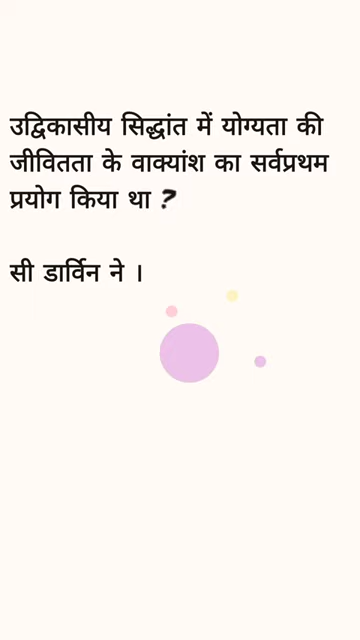 उद्विकासीय सिद्धांत में योग्यता की
जीवितता के वाक्यांश का सर्वप्रथम
प्रयोग किया था ?
सी डार्विन ने ।